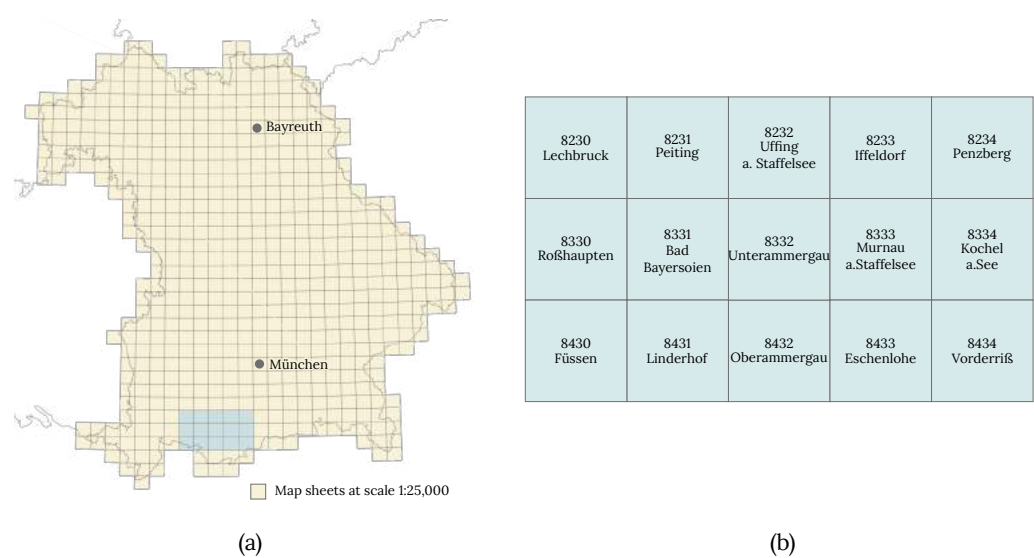 Bayreuth
München
Map sheets at scale 1:25,000
(a)
8230
Lechbruck
8231
Peiting
8232
Uffing
a. Staffelsee
8233
Iffeldorf
8234
Penzberg
8330
Roßhaupten
8331
Bad
Bayersoien
8332
Unterammergau
8333
Murnau
a.Staffelsee
8334
Kochel
a.See
8430
Füssen
8431
Linderhof
8432
Oberammergau
8433
Eschenlohe
8434
Vorderriß
(b)